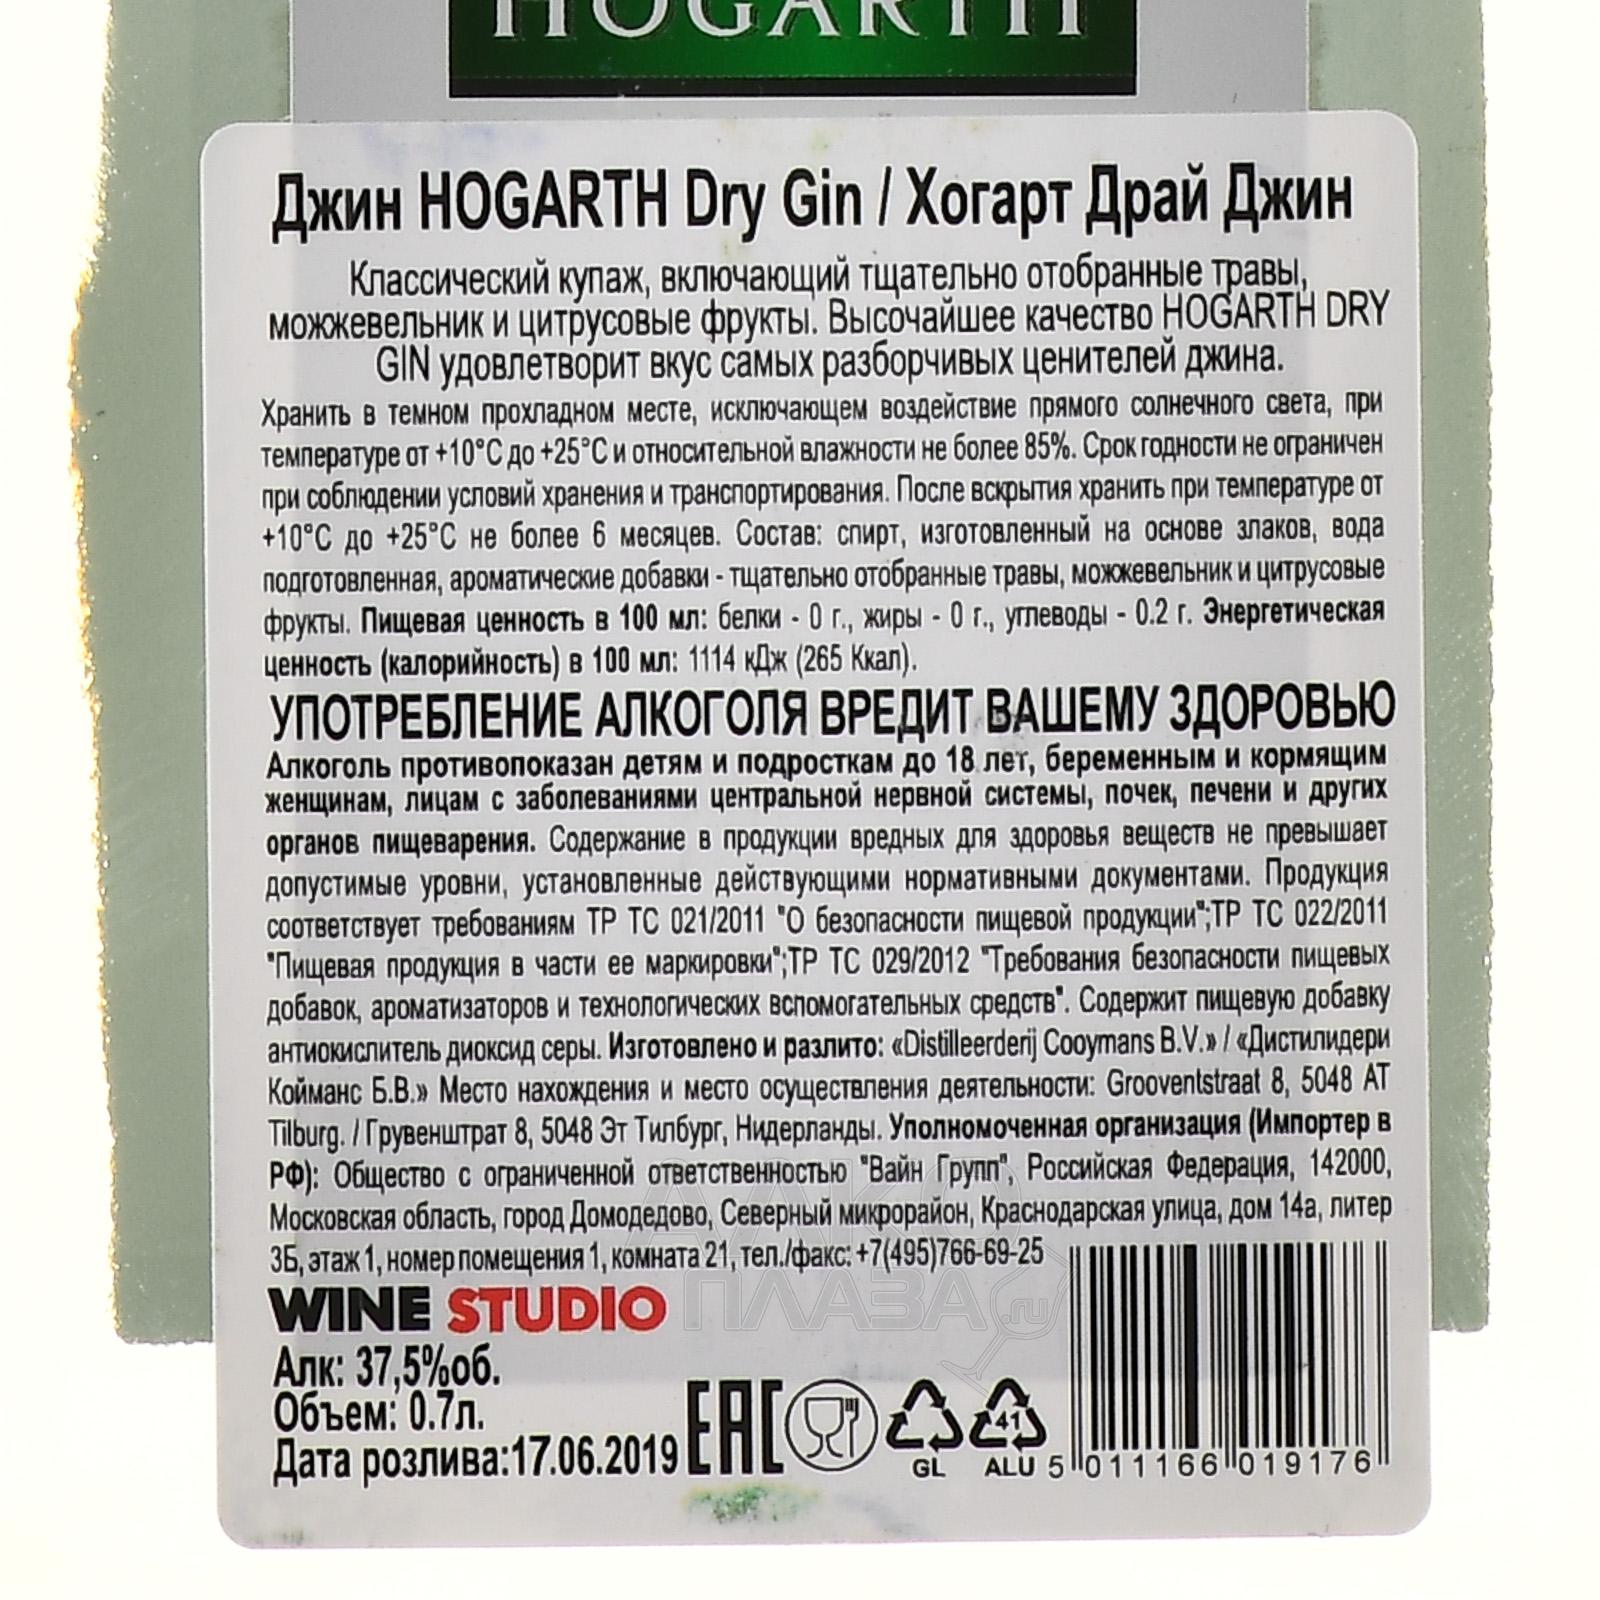 HOGARTH
Джин HOGARTH Dry Gin / Хогарт Драй Джин
Классический купаж, включающий тщательно отобранные травы,
можжевельник и цитрусовые фрукты. Высочайшее качество HOGARTH DRY
GIN удовлетворит вкус самых разборчивых ценителей джина.
Хранить в темном прохладном месте, исключающем воздействие прямого солнечного света, при
температуре от +10°С до +25°С и относительной влажности не более 85%. Срок годности не ограничен
при соблюдении условий хранения и транспортирования. После вскрытия хранить при температуре от
+10°С до +25°С не более 6 месяцев. Состав: спирт, изготовленный на основе злаков, вода
подготовленная, ароматические добавки - тщательно отобранные травы, можжевельник и цитрусовые
фрукты. Пищевая ценность в 100 мл: белки - 0 г., жиры - 0 г., углеводы - 0.2 г. Энергетическая
ценность (калорийность) в 100 мл: 1114 кДж (265 Ккал).
УПОТРЕБЛЕНИЕ АЛКОГОЛЯ ВРЕДИТ ВАШЕМУ ЗДОРОВЬЮ
Алкоголь противопоказан детям и подросткам до 18 лет, беременным и кормящим
женщинам, лицам с заболеваниями центральной нервной системы, почек, печени и других
органов пищеварения. Содержание в продукции вредных для здоровья веществ не превышает
допустимые уровни, установленные действующими нормативными документами. Продукция
соответствует требованиям ТР ТС 021/2011 "О безопасности пищевой продукции";ТР ТС 022/2011
"Пищевая продукция в части ее маркировки";ТР ТС 029/2012 "Требования безопасности пищевых
добавок, ароматизаторов и технологических вспомогательных средств". Содержит пищевую добавку
антиокислитель диоксид серы. Изготовлено и разлито: «Distilleerderij Cooymans B.V.» / «Дистилидери
Койманс Б.В.» Место нахождения и место осуществления деятельности: Grooventstraat 8, 5048 AT
Tilburg. / Грувенштрат 8, 5048 Эт Тилбург, Нидерланды. Уполномоченная организация (Импортер в
РФ): Общество с ограниченной ответственностью "Вайн Групп", Российская Федерация, 142000,
Московская область, город Домодедово, Северный микрорайон, Краснодарская улица, дом 14а, литер
3Б, этаж 1, номер помещения 1, комната 21, тел./факс: +7(495)766-69-25
WINE STUDIO
АЛКО
ПЛАЗА.ru
Алк: 37,5%об.
Объем: 0.7л.
Дата розлива:17.06.2019
ЕАС
GL
41
ALU
5 011166 019176